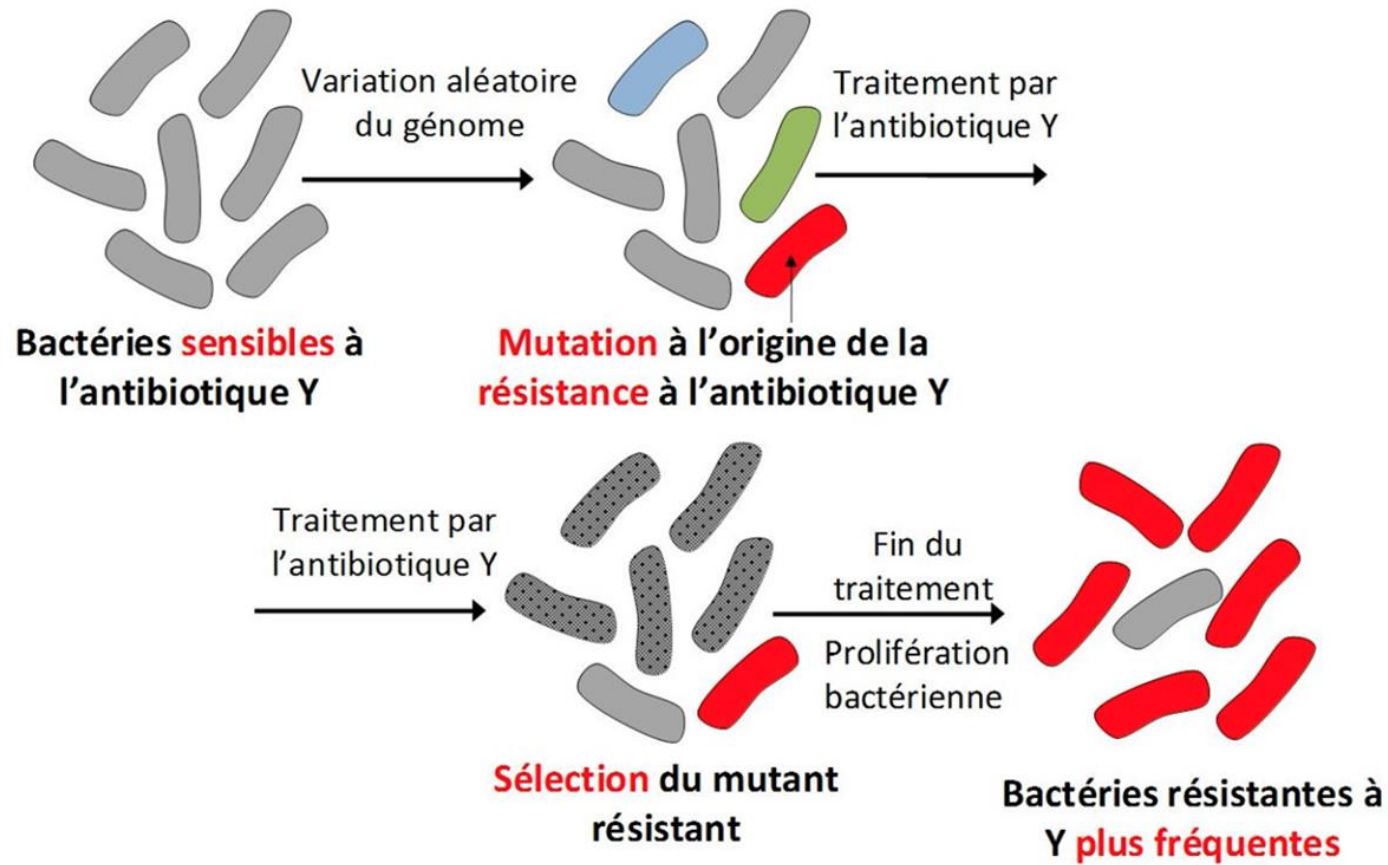 Variation aléatoire
du génome
Traitement par
l’antibiotique Y
Bactéries sensibles à
l’antibiotique Y
Mutation à l’origine de la
résistance à l’antibiotique Y
Traitement par
l’antibiotique Y
Fin du
traitement
Prolifération
bactérienne
Sélection du mutant
résistant
Bactéries résistantes à
Y plus fréquentes